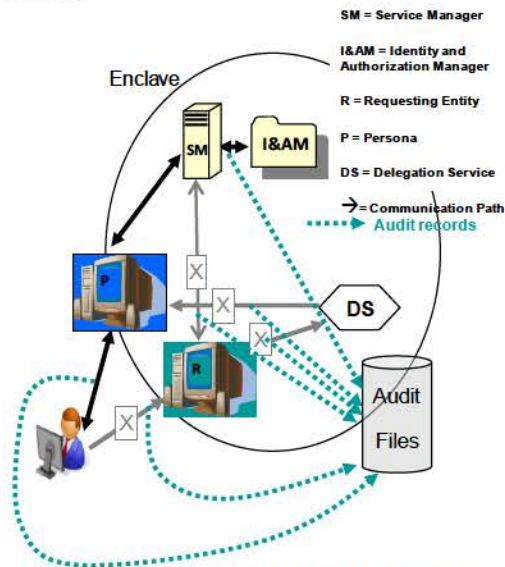 SM = Service Manager
I&AM = Identity and
Authorization Manager
R = Requesting Entity
P = Persona
DS = Delegation Service
→= Communication Path
Audit records
Enclave
SM
I&AM
P
X
X
X
DS
R
X
Audit
Files